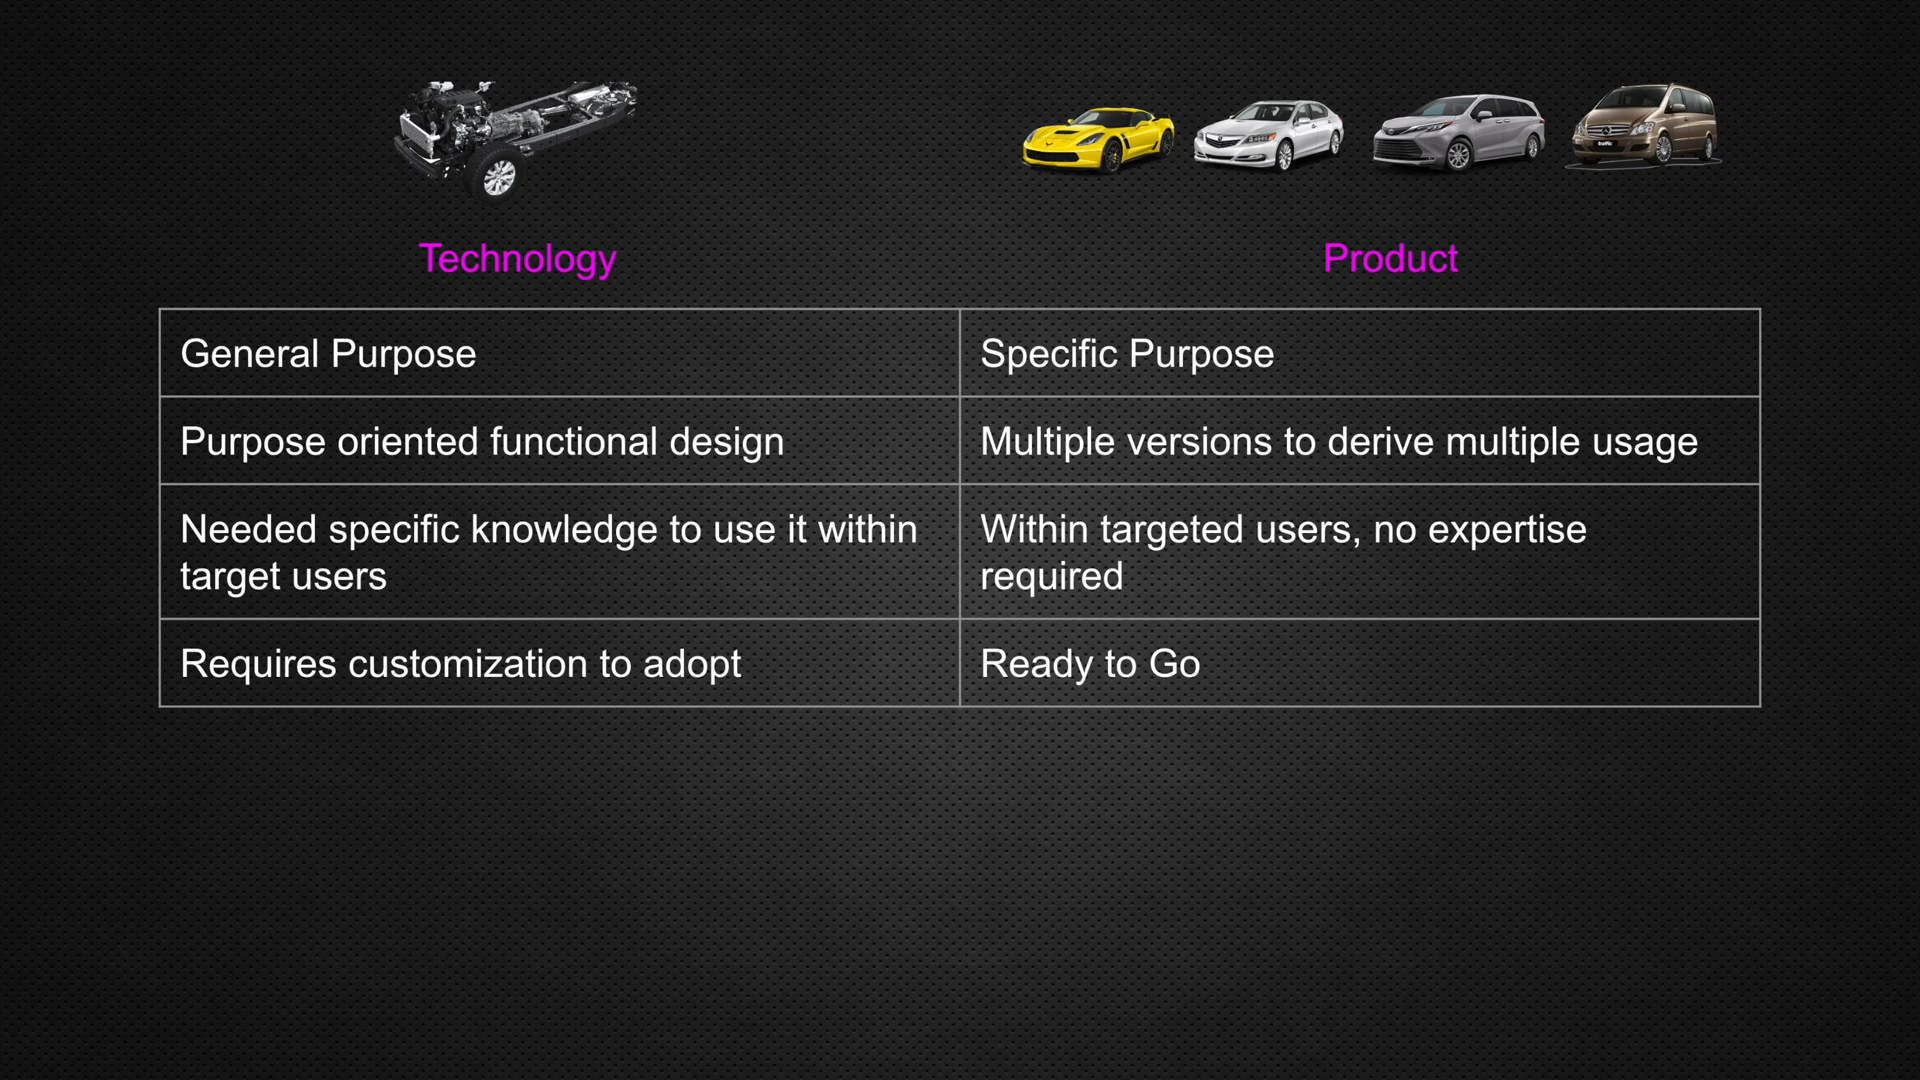 Technology
Product
General Purpose
Specific Purpose
Purpose oriented functional design
Multiple versions to derive multiple usage
Needed specific knowledge to use it within
target users
Within targeted users, no expertise
required
Requires customization to adopt
Ready to Go